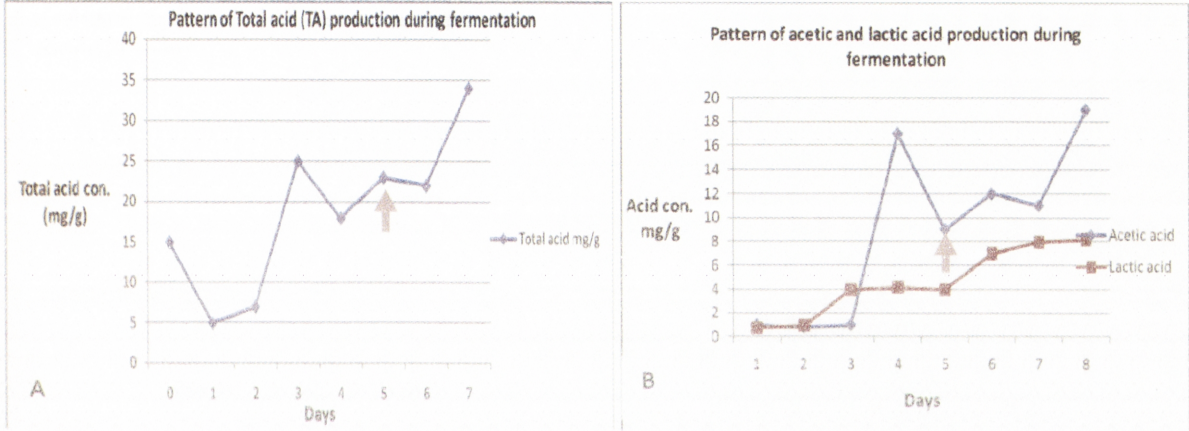 Pattern of Total acid (TA) production during fermentation
40
35
30
25
20
15
10
5
0
Total acid con.
(mg/g)
Total acid mg/g
0 1 2 3 4 5 6 7
Days
A
Pattern of acetic and lactic acid production during
fermentation
20
18
16
14
12
10
8
6
4
2
0
Acid con.
mg/g
Acetic acid
Lactic acid
1 2 3 4 5 6 7 8
Days
B